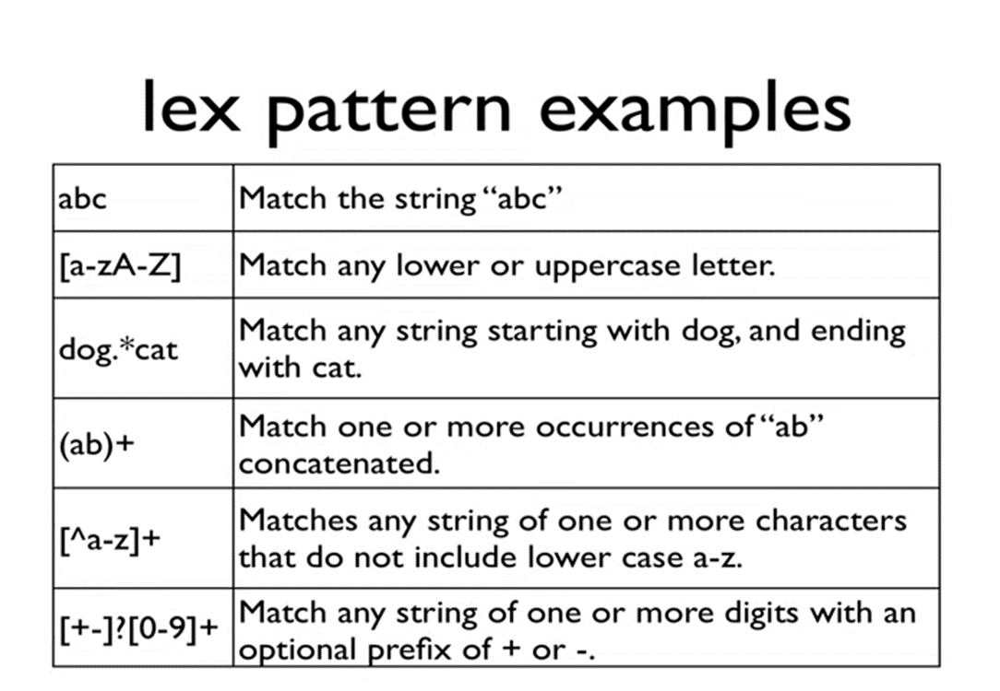 lex pattern examples
abc
Match the string “abc”
[a-zA-Z]
Match any lower or uppercase letter.
dog.*cat
Match any string starting with dog, and ending
with cat.
(ab)+
Match one or more occurrences of “ab”
concatenated.
[^a-z]+
Matches any string of one or more characters
that do not include lower case a-z.
[+-]?[0-9]+
Match any string of one or more digits with an
optional prefix of + or -.